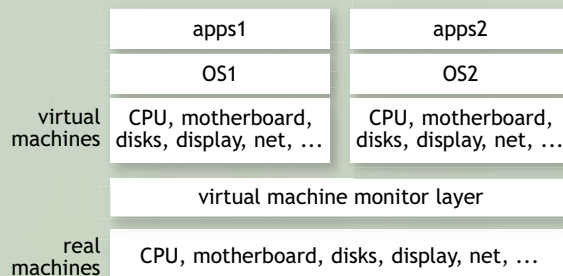 apps1
apps2
OS1
OS2
virtual
machines
CPU, motherboard,
disks, display, net, ...
CPU, motherboard,
disks, display, net, ...
virtual machine monitor layer
real
machines
CPU, motherboard, disks, display, net, ...